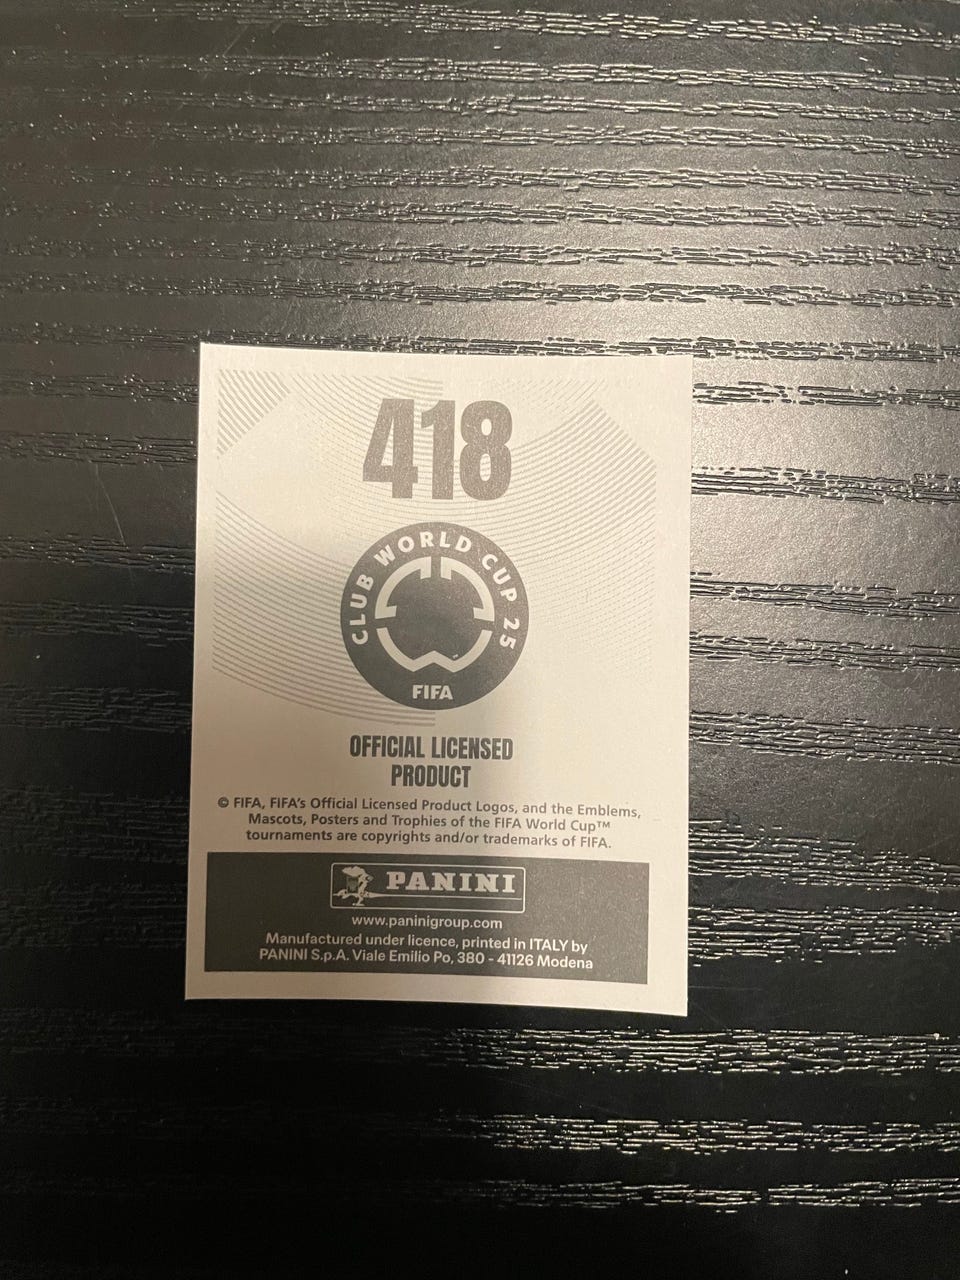 418
CLUB WORLD CUP 25
FIFA
OFFICIAL LICENSED
PRODUCT
© FIFA, FIFA's Official Licensed Product Logos, and the Emblems,
Mascots, Posters and Trophies of the FIFA World Cup™
tournaments are copyrights and/or trademarks of FIFA.
PANINI
www.paninigroup.com
Manufactured under licence, printed in ITALY by
PANINI S.p.A. Viale Emilio Po, 380 - 41126 Modena